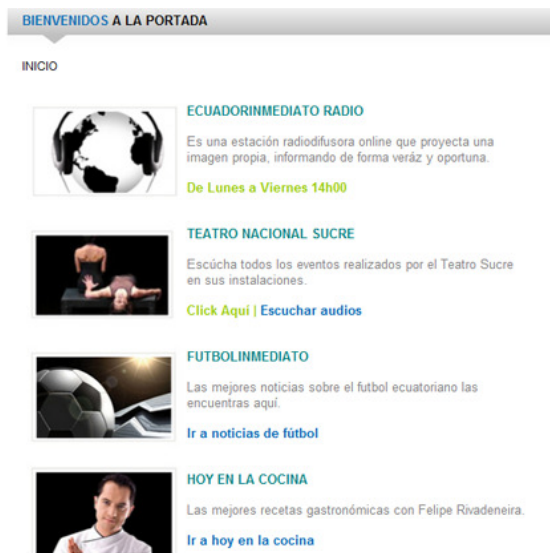 BIENVENIDOS A LA PORTADA
INICIO
ECUADORINMEDIATO RADIO
Es una estación radiodifusora online que proyecta una
imagen propia, informando de forma veráz y oportuna.
De Lunes a Viernes 14h00
TEATRO NACIONAL SUCRE
Escúcha todos los eventos realizados por el Teatro Sucre
en sus instalaciones.
Click Aquí | Escuchar audios
FUTBOLINMEDIATO
Las mejores noticias sobre el futbol ecuatoriano las
encuentras aquí.
Ir a noticias de fútbol
HOY EN LA COCINA
Las mejores recetas gastronómicas con Felipe Rivadeneira.
Ir a hoy en la cocina